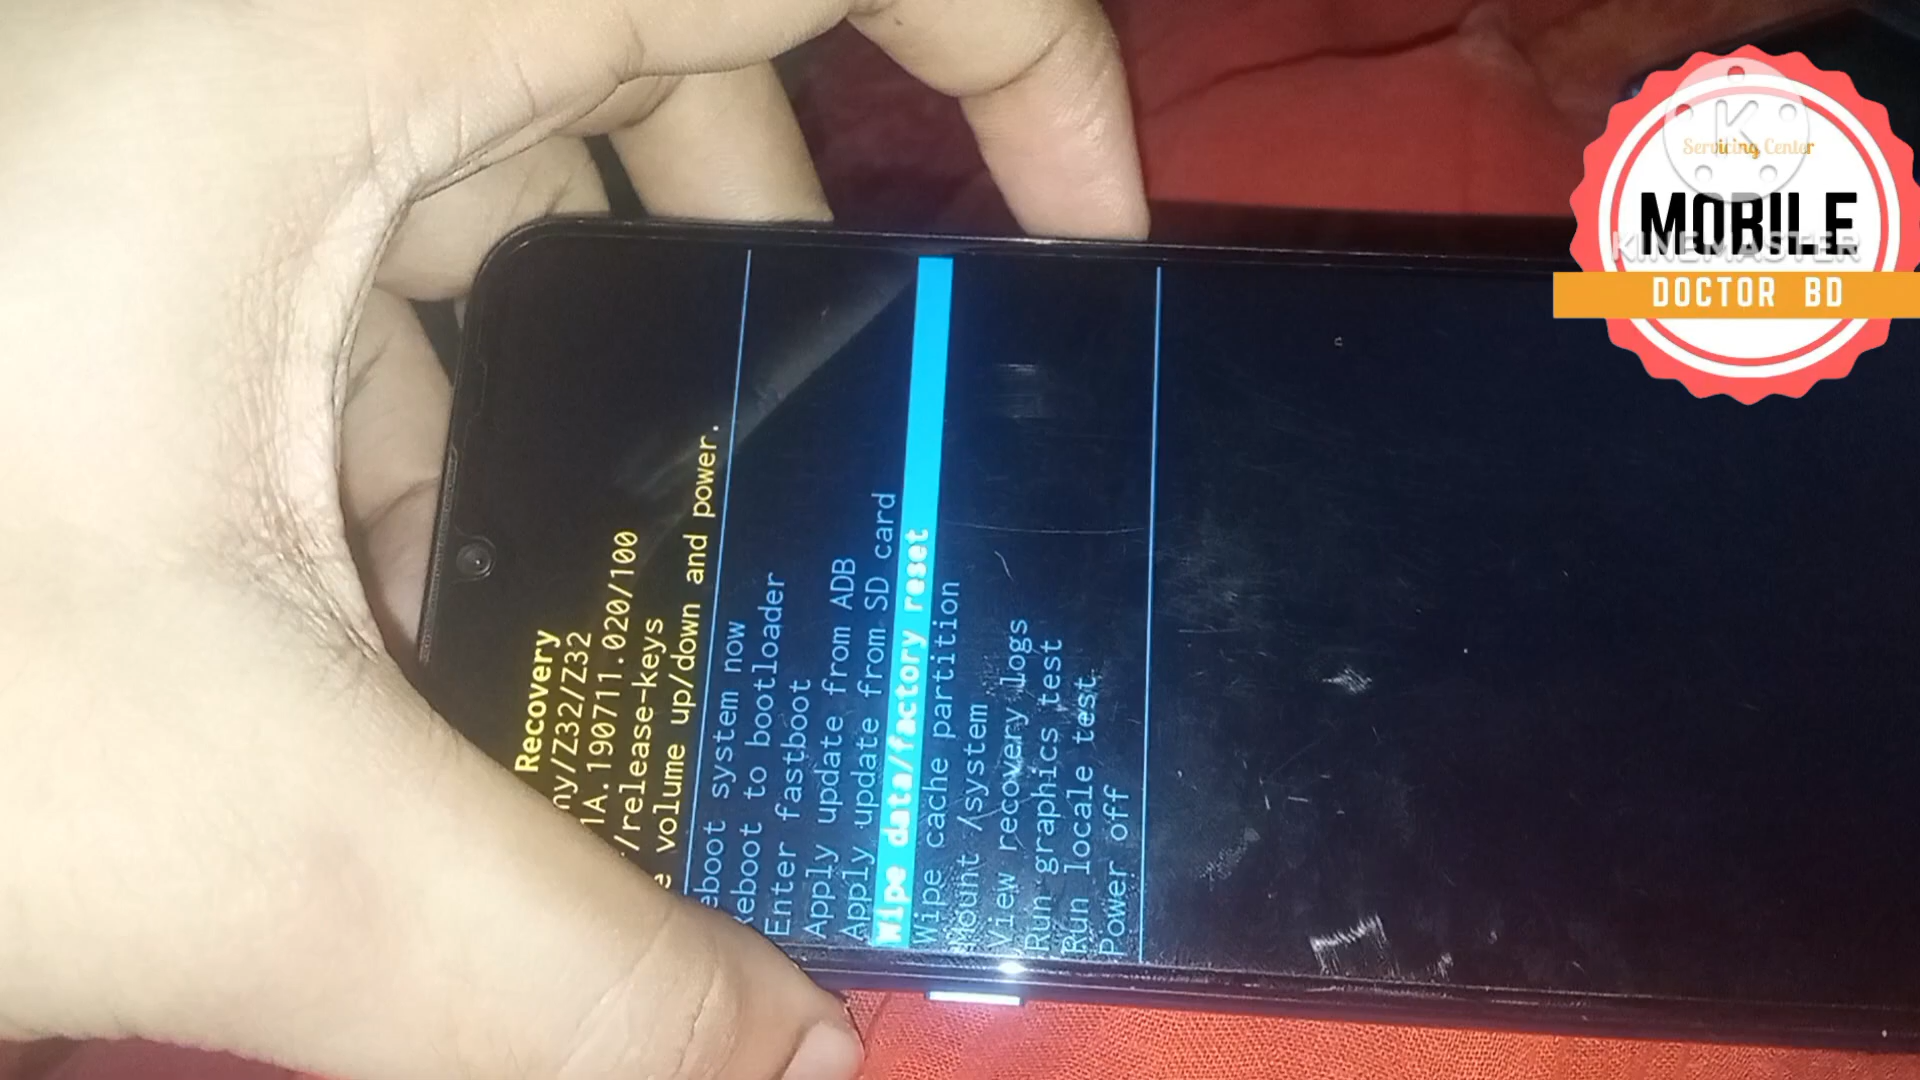 Recovery
ny/Z32/Z32
1A.190711.020/100
/release-keys
e volume up/down and power.
eboot system now
eboot to bootloader
Enter fastboot
Apply update from ADB
Apply update from SD card
Wipe data/factory reset
Wipe cache partition
Mount /system
View recovery logs
Run graphics test
Run locale test
Power off
K
Servicing Center
MOBILE
KINEMASTER
DOCTOR BD